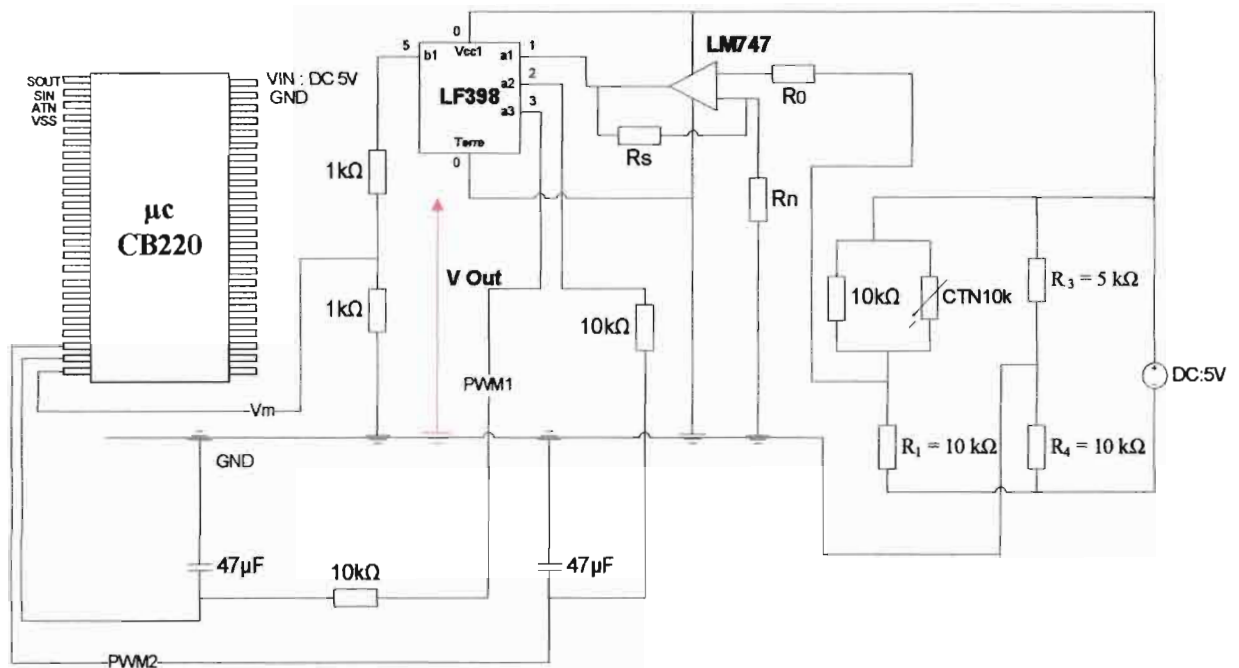 0
LM747
5
b1
Vcc1
a1
1
SOUT
SIN
ATN
VSS
VIN : DC 5V
GND
LF398
a2
2
a3
3
R0
Terre
0
Rs
1kΩ
Rn
µc
CB220
V Out
1kΩ
10kΩ
10kΩ
CTN10k
R3 = 5 kΩ
DC:5V
PWM1
Vm
GND
R1 = 10 kΩ
R4 = 10 kΩ
47µF
10kΩ
47µF
PWM2